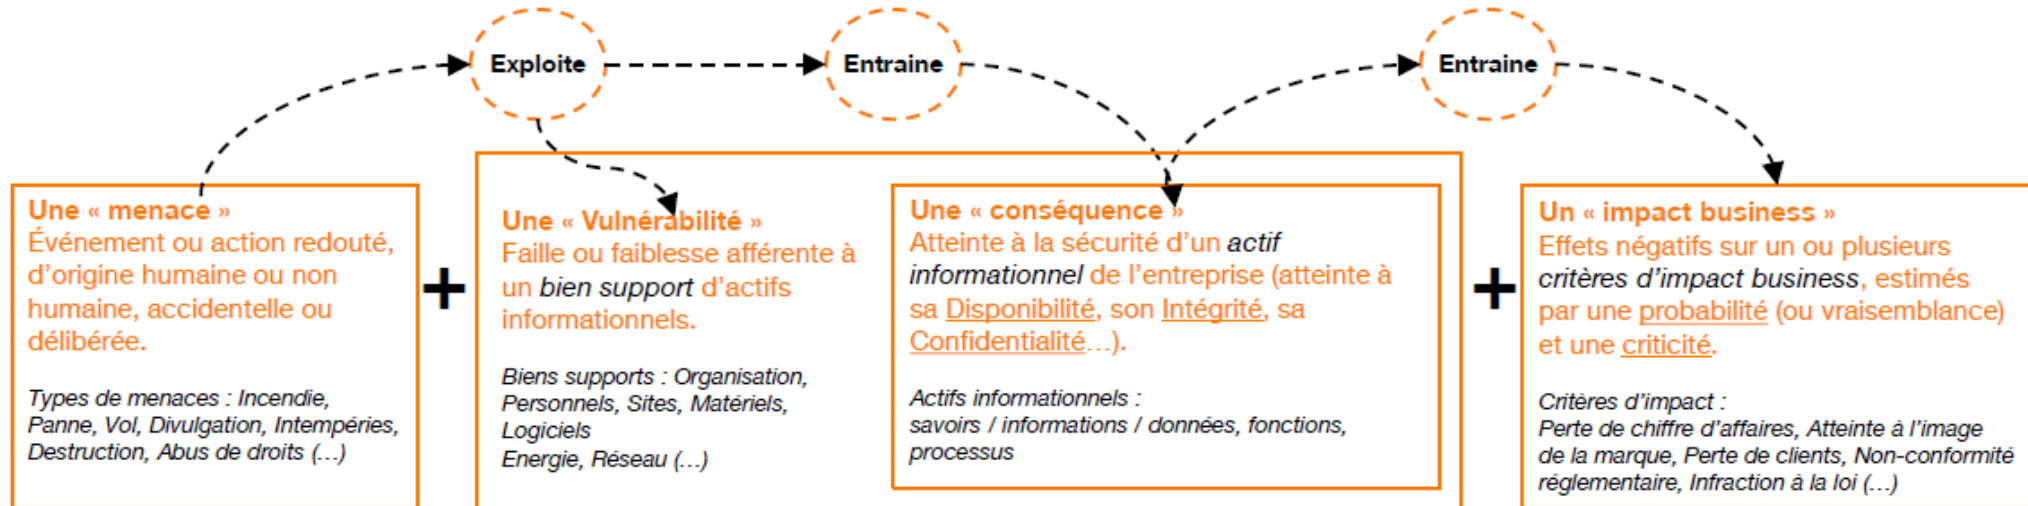 Exploite
Entraine
Entraine
Une « menace »
Événement ou action redouté,
d'origine humaine ou non
humaine, accidentelle ou
délibérée.
Types de menaces : Incendie,
Panne, Vol, Divulgation, Intempéries,
Destruction, Abus de droits (...)
+
Une « Vulnérabilité »
Faille ou faiblesse afférente à
un bien support d'actifs
informationnels.
Biens supports : Organisation,
Personnels, Sites, Matériels,
Logiciels
Energie, Réseau (...)
Une « conséquence »
Atteinte à la sécurité d'un actif
informationnel de l'entreprise (atteinte à
sa Disponibilité, son Intégrité, sa
Confidentialité...).
Actifs informationnels :
savoirs / informations / données, fonctions,
processus
+
Un « impact business »
Effets négatifs sur un ou plusieurs
critères d'impact business, estimés
par une probabilité (ou vraisemblance)
et une criticité.
Critères d'impact :
Perte de chiffre d'affaires, Atteinte à l'image
de la marque, Perte de clients, Non-conformité
réglementaire, Infraction à la loi (...)